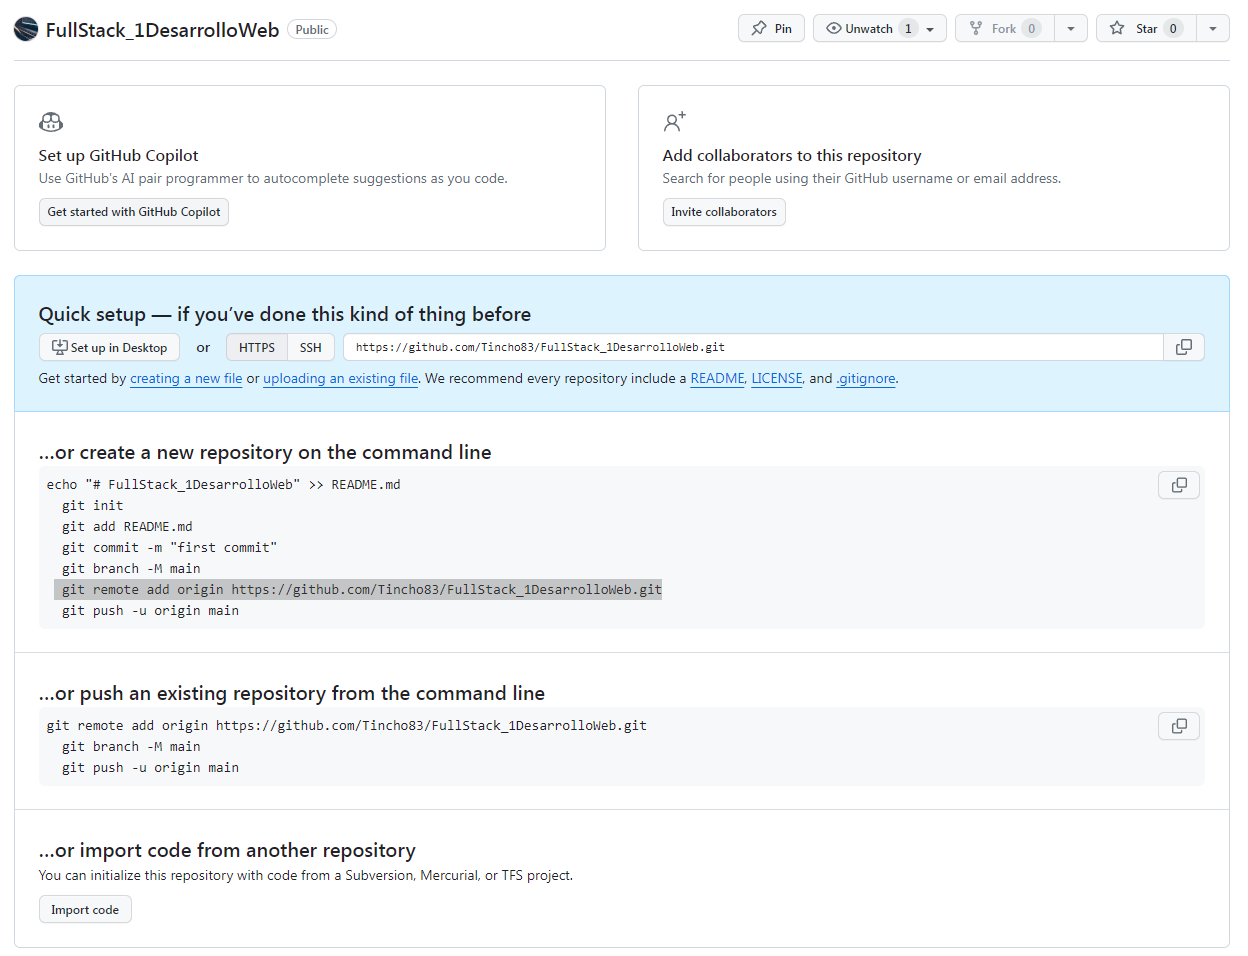 FullStack_1DesarrolloWeb Public
Pin Unwatch 1 Fork 0 Star 0
Set up GitHub Copilot
Use GitHub's AI pair programmer to autocomplete suggestions as you code.
Get started with GitHub Copilot
Add collaborators to this repository
Search for people using their GitHub username or email address.
Invite collaborators
Quick setup — if you’ve done this kind of thing before
Set up in Desktop or HTTPS SSH https://github.com/Tincho83/FullStack_1DesarrolloWeb.git
Get started by creating a new file or uploading an existing file. We recommend every repository include a README, LICENSE, and .gitignore.
…or create a new repository on the command line
echo "# FullStack_1DesarrolloWeb" >> README.md
git init
git add README.md
git commit -m "first commit"
git branch -M main
git remote add origin https://github.com/Tincho83/FullStack_1DesarrolloWeb.git
git push -u origin main
…or push an existing repository from the command line
git remote add origin https://github.com/Tincho83/FullStack_1DesarrolloWeb.git
git branch -M main
git push -u origin main
…or import code from another repository
You can initialize this repository with code from a Subversion, Mercurial, or TFS project.
Import code